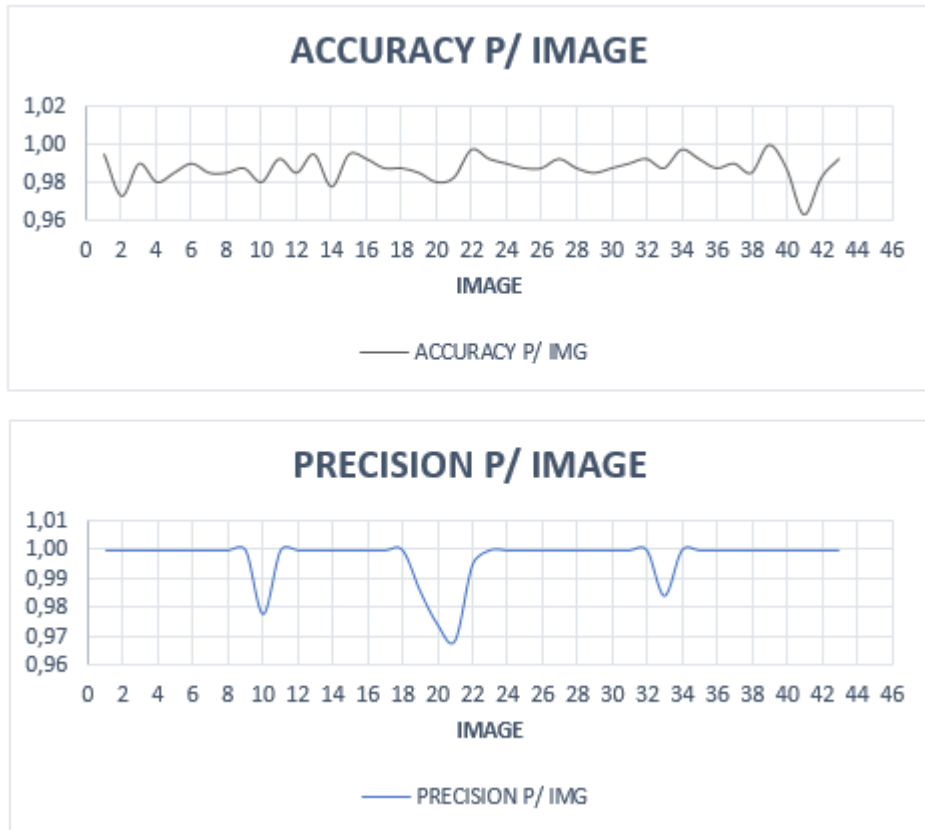 ACCURACY P/ IMAGE
1,02
1,00
0,98
0,96
0 2 4 6 8 10 12 14 16 18 20 22 24 26 28 30 32 34 36 38 40 42 44 46
IMAGE
ACCURACY P/ IMG
PRECISION P/ IMAGE
1,01
1,00
0,99
0,98
0,97
0,96
0 2 4 6 8 10 12 14 16 18 20 22 24 26 28 30 32 34 36 38 40 42 44 46
IMAGE
PRECISION P/ IMG